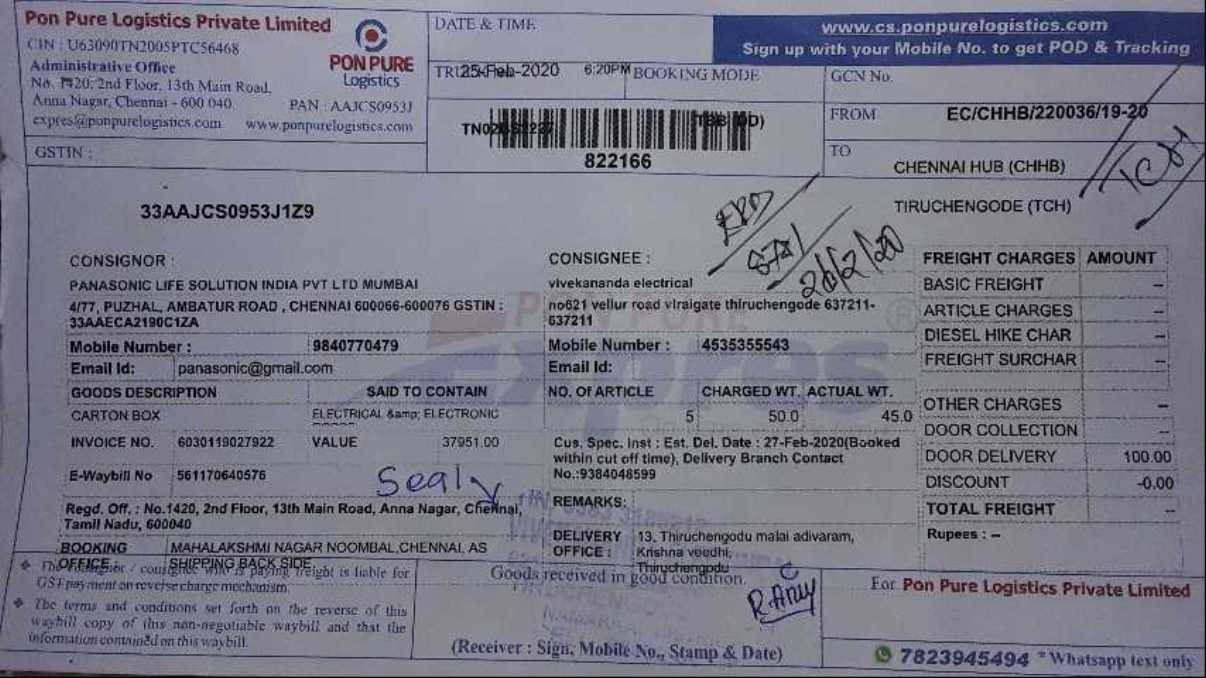 Pon Pure Logistics Private Limited
CIN : U63090TN2005PTC56468
Administrative Office
No. 1420, 2nd Floor, 13th Main Road,
Anna Nagar, Chennai - 600 040.
PAN : AAJCS0953J
expres@ponpurelogistics.com www.ponpurelogistics.com
PON PURE
Logistics
GSTIN :
DATE & TIME
25-Feb-2020 6:20PM
BOOKING MODE
822166
www.cs.ponpurelogistics.com
Sign up with your Mobile No. to get POD & Tracking
GCN No.
FROM EC/CHHB/220036/19-20
TO
CHENNAI HUB (CHHB)
TCH
33AAJCS0953J1Z9
TIRUCHENGODE (TCH)
26/2/20
CONSIGNOR :
PANASONIC LIFE SOLUTION INDIA PVT LTD MUMBAI
4/77, PUZHAL, AMBATUR ROAD , CHENNAI 600066-600076 GSTIN :
33AAECA2190C1ZA
Mobile Number : 9840770479
Email Id: panasonic@gmail.com
GOODS DESCRIPTION SAID TO CONTAIN
CARTON BOX ELECTRICAL &amp; ELECTRONIC
INVOICE NO. 6030119027922 VALUE 37951.00
E-Waybill No 561170640576
Sealy
Regd. Off. : No.1420, 2nd Floor, 13th Main Road, Anna Nagar, Chennai,
Tamil Nadu, 600040
BOOKING OFFICE : MAHALAKSHMI NAGAR NOOMBAL,CHENNAI, AS
SHIPPING BACK SIDE
CONSIGNEE :
vivekananda electrical
no621 vellur road viraigate thiruchengode 637211-
637211
Mobile Number : 4535355543
Email Id:
NO. OF ARTICLE CHARGED WT. ACTUAL WT.
5 50.0 45.0
Cus. Spec. Inst : Est. Del. Date : 27-Feb-2020(Booked
within cut off time), Delivery Branch Contact
No.:9384048599
REMARKS:
DELIVERY OFFICE : 13, Thiruchengodu malai adivaram,
Krishna veedhi,
Thiruchengodu
FREIGHT CHARGES AMOUNT
BASIC FREIGHT --
ARTICLE CHARGES --
DIESEL HIKE CHAR --
FREIGHT SURCHAR --
OTHER CHARGES --
DOOR COLLECTION --
DOOR DELIVERY 100.00
DISCOUNT -0.00
TOTAL FREIGHT --
Rupees : --
The consignor / consignee who is paying freight is liable for
GST payment on reverse charge mechanism.
The terms and conditions set forth on the reverse of this
waybill copy of this non-negotiable waybill and that the
information contained on this waybill.
Goods received in good condition.
(Receiver : Sign, Mobile No., Stamp & Date)
For Pon Pure Logistics Private Limited
7823945494 *Whatsapp text only